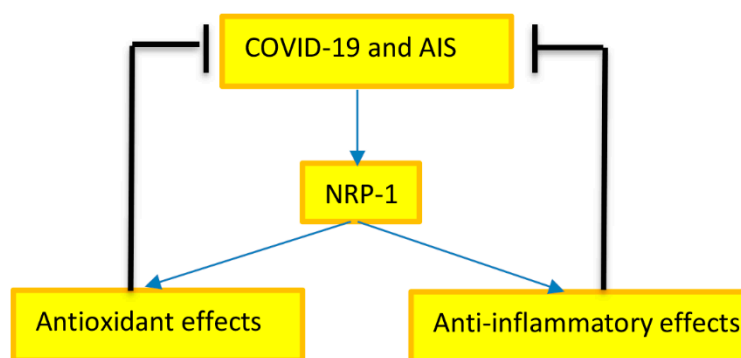 COVID-19 and AIS
NRP-1
Antioxidant effects
Anti-inflammatory effects